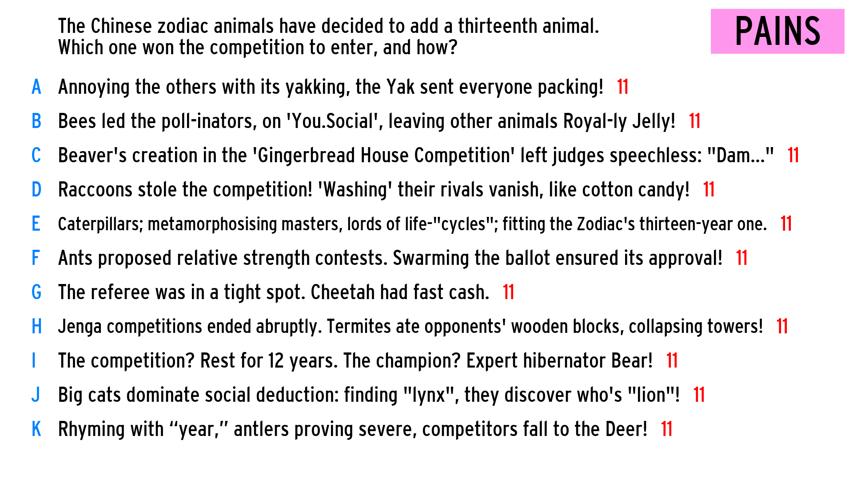 The Chinese zodiac animals have decided to add a thirteenth animal.
Which one won the competition to enter, and how?
PAINS
A Annoying the others with its yakking, the Yak sent everyone packing! 11
B Bees led the poll-inators, on 'You.Social', leaving other animals Royal-ly Jelly! 11
C Beaver's creation in the 'Gingerbread House Competition' left judges speechless: "Dam..." 11
D Raccoons stole the competition! 'Washing' their rivals vanish, like cotton candy! 11
E Caterpillars; metamorphosising masters, lords of life-"cycles"; fitting the Zodiac's thirteen-year one. 11
F Ants proposed relative strength contests. Swarming the ballot ensured its approval! 11
G The referee was in a tight spot. Cheetah had fast cash. 11
H Jenga competitions ended abruptly. Termites ate opponents' wooden blocks, collapsing towers! 11
I The competition? Rest for 12 years. The champion? Expert hibernator Bear! 11
J Big cats dominate social deduction: finding "lynx", they discover who's "lion"! 11
K Rhyming with “year,” antlers proving severe, competitors fall to the Deer! 11